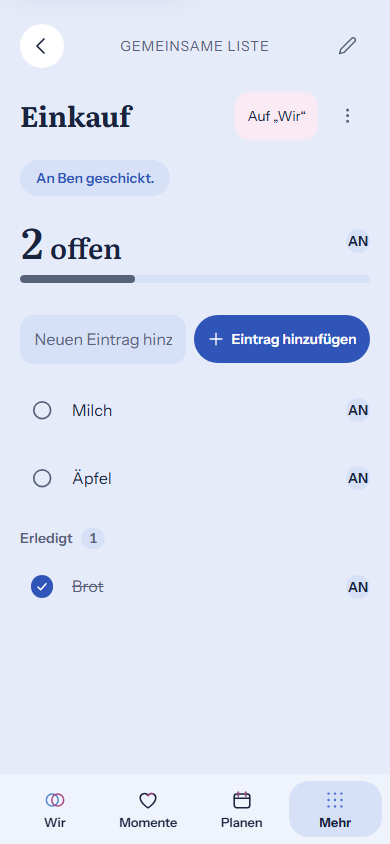 GEMEINSAME LISTE
Einkauf
Auf „Wir“
An Ben geschickt.
2 offen
AN
Neuen Eintrag hinz
Eintrag hinzufügen
Milch
AN
Äpfel
AN
Erledigt 1
Brot
AN
Wir
Momente
Planen
Mehr